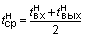 t^н_ср = (t^н_вх + t^н_вых) / 2